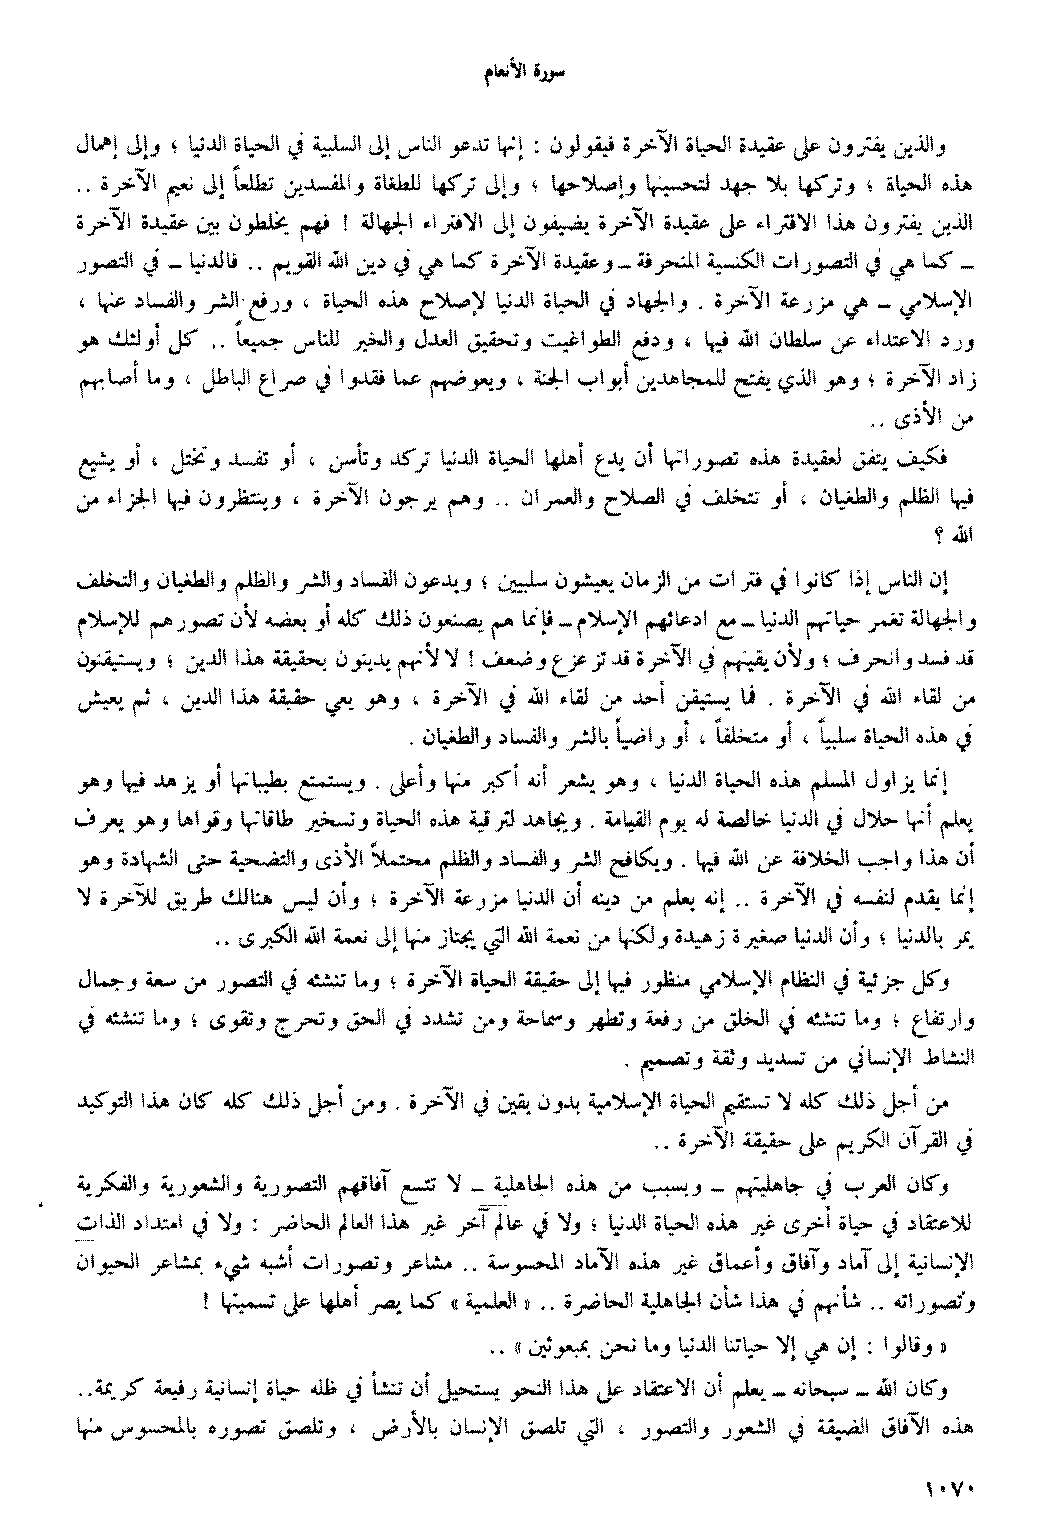 سورة الأنعام
والذين يفترون على عقيدة الحياة الآخرة فيقولون : إنها تدعو الناس إلى السلبية في الحياة الدنيا ؛ وإلى إهمال
هذه الحياة ؛ وتركها بلا جهد لتحسينها وإصلاحها ؛ وإلى تركها للطغاة والمفسدين تطلعاً إلى نعيم الآخرة ..
الذين يفترون هذا الافتراء على عقيدة الآخرة يضيفون إلى الافتراء الجهالة ! فهم يخلطون بين عقيدة الآخرة
ــ كما هي في التصورات الكنسية المنحرفة ــ وعقيدة الآخرة كما هي في دين الله القويم .. فالدنيا ــ في التصور
الإسلامي ــ هي مزرعة الآخرة . والجهاد في الحياة الدنيا لإصلاح هذه الحياة ، ورفع الشر والفساد عنها ،
ورد الاعتداء عن سلطان الله فيها ، ودفع الطواغيت وتحقيق العدل والخير للناس جميعاً .. كل أولئك هو
زاد الآخرة ؛ وهو الذي يفتح للمجاهدين أبواب الجنة ، ويعوضهم عما فقدوا في صراع الباطل ، وما أصابهم
من الأذى ..
فكيف يتفق لعقيدة هذه تصوراتها أن يدع أهلها الحياة الدنيا تركد وتأسن ، أو تفسد وتختل ، أو يشيع
فيها الظلم والطغيان ، أو تتخلف في الصلاح والعمران .. وهم يرجون الآخرة ، وينتظرون فيها الجزاء من
الله ؟
إن الناس إذا كانوا في فترات من الزمان يعيشون سلبيين ؛ ويدعون الفساد والشر والظلم والطغيان والتخلف
والجهالة تغمر حياتهم الدنيا ــ مع ادعائهم الإسلام ــ فإنما هم يصنعون ذلك كله أو بعضه لأن تصورهم للإسلام
قد فسد وانحرف ؛ ولأن يقينهم في الآخرة قد تزعزع وضعف ! لا لأنهم يدينون بحقيقة هذا الدين ؛ ويستيقنون
من لقاء الله في الآخرة . فما يستيقن أحد من لقاء الله في الآخرة ، وهو يعي حقيقة هذا الدين ، ثم يعيش
في هذه الحياة سلبياً ، أو متخلفاً ، أو راضياً بالشر والفساد والطغيان .
إنما يزاول المسلم هذه الحياة الدنيا ، وهو يشعر أنه أكبر منها وأعلى . ويستمتع بطيباتها أو يزهد فيها وهو
يعلم أنها حلال في الدنيا خالصة له يوم القيامة . ويجاهد لترقية هذه الحياة وتسخير طاقاتها وقواها وهو يعرف
أن هذا واجب الخلافة عن الله فيها . ويكافح الشر والفساد والظلم محتملاً الأذى والتضحية حتى الشهادة وهو
إنما يقدم لنفسه في الآخرة .. إنه يعلم من دينه أن الدنيا مزرعة الآخرة ؛ وأن ليس هنالك طريق للآخرة لا
يمر بالدنيا ؛ وأن الدنيا صغيرة زهيدة ولكنها من نعمة الله التي يجتاز منها إلى نعمة الله الكبرى ..
وكل جزئية في النظام الإسلامي منظور فيها إلى حقيقة الحياة الآخرة ؛ وما تنشئه في التصور من سعة وجمال
وارتفاع ؛ وما تنشئه في الخلق من رفعة وتطهر وسماحة ومن تشدد في الحق وتحرج وتقوى ؛ وما تنشئه في
النشاط الإنساني من تسديد وثقة وتصميم .
من أجل ذلك كله لا تستقيم الحياة الإسلامية بدون يقين في الآخرة . ومن أجل ذلك كله كان هذا التوكيد
في القرآن الكريم على حقيقة الآخرة ..
وكان العرب في جاهليتهم ــ وبسبب من هذه الجاهلية ــ لا تتسع آفاقهم التصورية والشعورية والفكرية
للاعتقاد في حياة أخرى غير هذه الحياة الدنيا ؛ ولا في عالم آخر غير هذا العالم الحاضر : ولا في امتداد الذات
الإنسانية إلى آماد وآفاق وأعماق غير هذه الآماد المحسوسة .. مشاعر وتصورات أشبه شيء بمشاعر الحيوان
وتصوراته .. شأنهم في هذا شأن الجاهلية الحاضرة .. « العلمية » كما يصر أهلها على تسميتها !
« وقالوا : إن هي إلا حياتنا الدنيا وما نحن بمبعوثين » ..
وكان الله ــ سبحانه ــ يعلم أن الاعتقاد على هذا النحو يستحيل أن تنشأ في ظله حياة إنسانية رفيعة كريمة..
هذه الآفاق الضيقة في الشعور والتصور ، التي تلصق الإنسان بالأرض ، وتلصق تصوره بالمحسوس منها
١٠٧٠